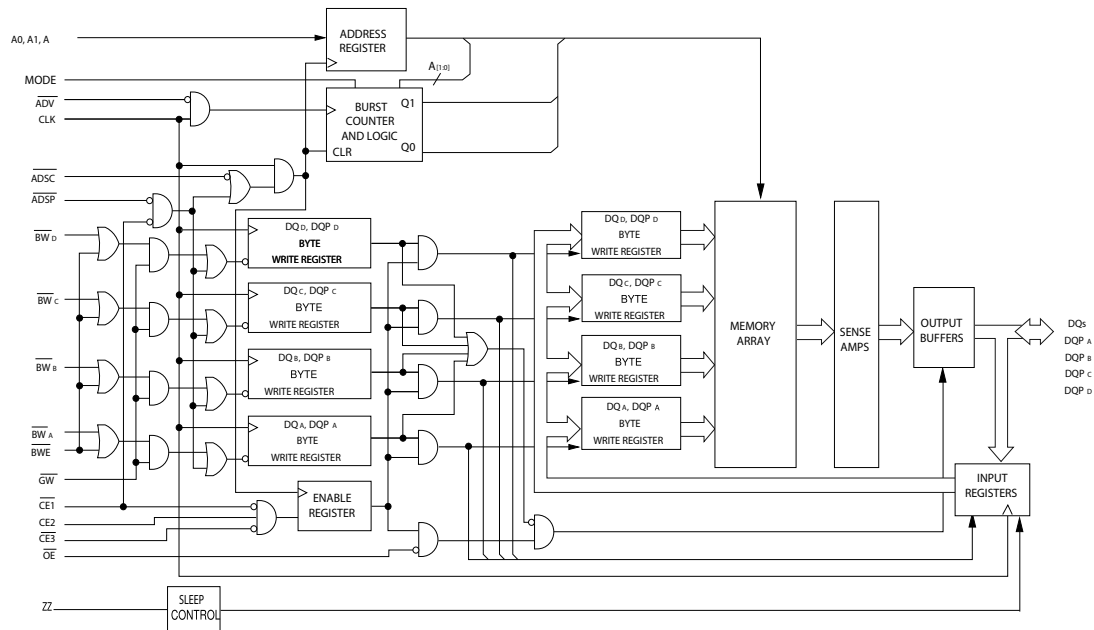 A0, A1, A
ADDRESS
REGISTER
MODE
A[1:0]
ADV
CLK
BURST
COUNTER
AND LOGIC
CLR
Q1
Q0
ADSC
ADSP
BW D
DQ D, DQP D
BYTE
WRITE REGISTER
DQ D, DQP D
BYTE
WRITE REGISTER
BW C
DQ C, DQP C
BYTE
WRITE REGISTER
DQ C, DQP C
BYTE
WRITE REGISTER
BW B
DQ B, DQP B
BYTE
WRITE REGISTER
DQ B, DQP B
BYTE
WRITE REGISTER
BW A
BWE
DQ A, DQP A
BYTE
WRITE REGISTER
DQ A, DQP A
BYTE
WRITE REGISTER
MEMORY
ARRAY
SENSE
AMPS
OUTPUT
BUFFERS
DQs
DQP A
DQP B
DQP C
DQP D
GW
CE1
CE2
CE3
OE
ENABLE
REGISTER
INPUT
REGISTERS
ZZ
SLEEP
CONTROL